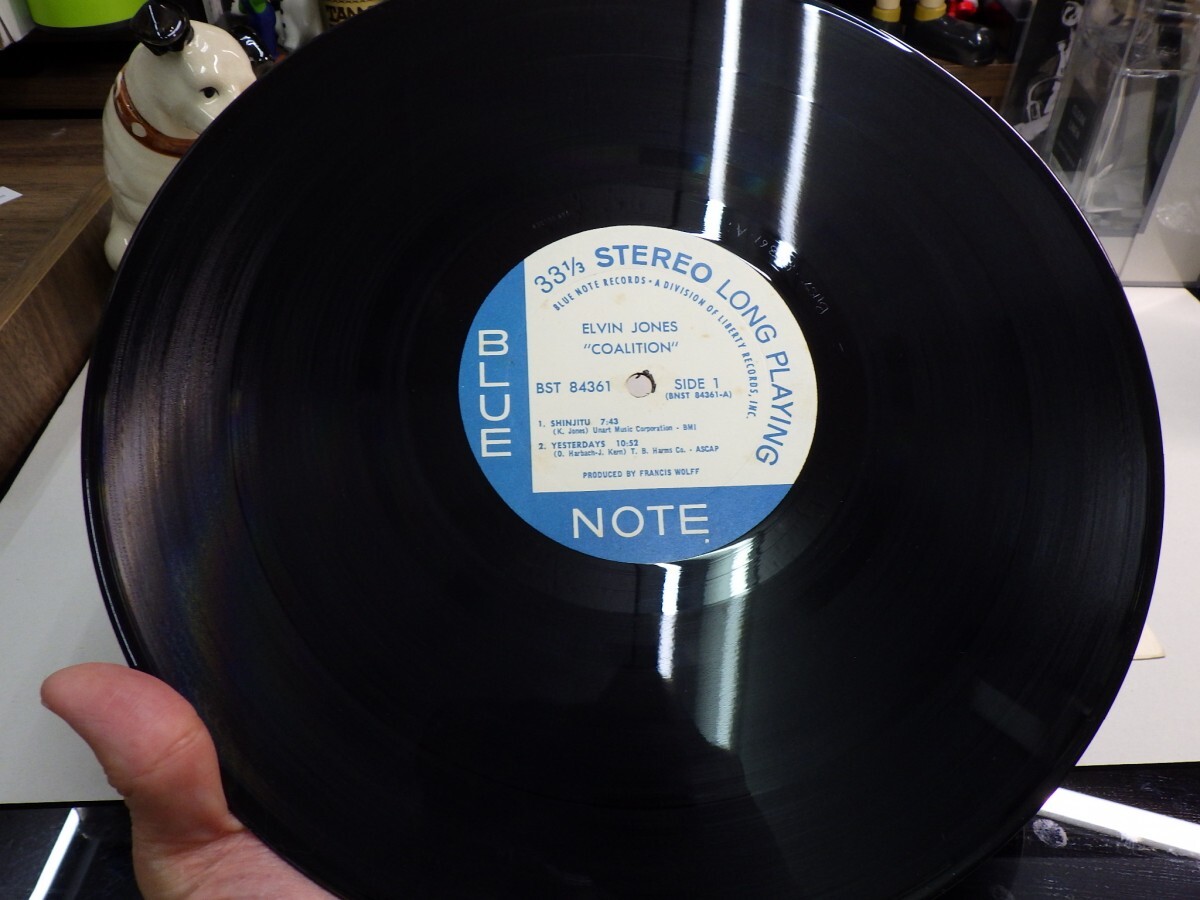 33⅓ STEREO LONG PLAYING
BLUE NOTE RECORDS • A DIVISION OF LIBERTY RECORDS, INC.
ELVIN JONES
"COALITION"
BST 84361
SIDE 1
(BNST 84361-A)
1. SHINJITU 7:43
(K. Jones) Unart Music Corporation - BMI
2. YESTERDAYS 10:52
(O. Harbach-J. Kern) T. B. Harms Co. - ASCAP
PRODUCED BY FRANCIS WOLFF
BLUE
NOTE